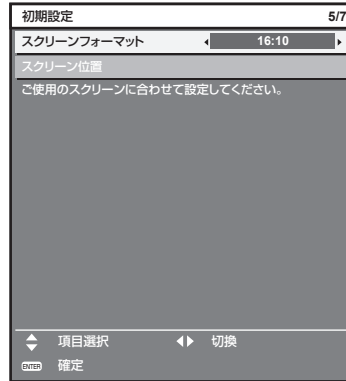 初期設定 5/7
スクリーンフォーマット 16:10
スクリーン位置
ご使用のスクリーンに合わせて設定してください。
項目選択 切換
ENTER 確定